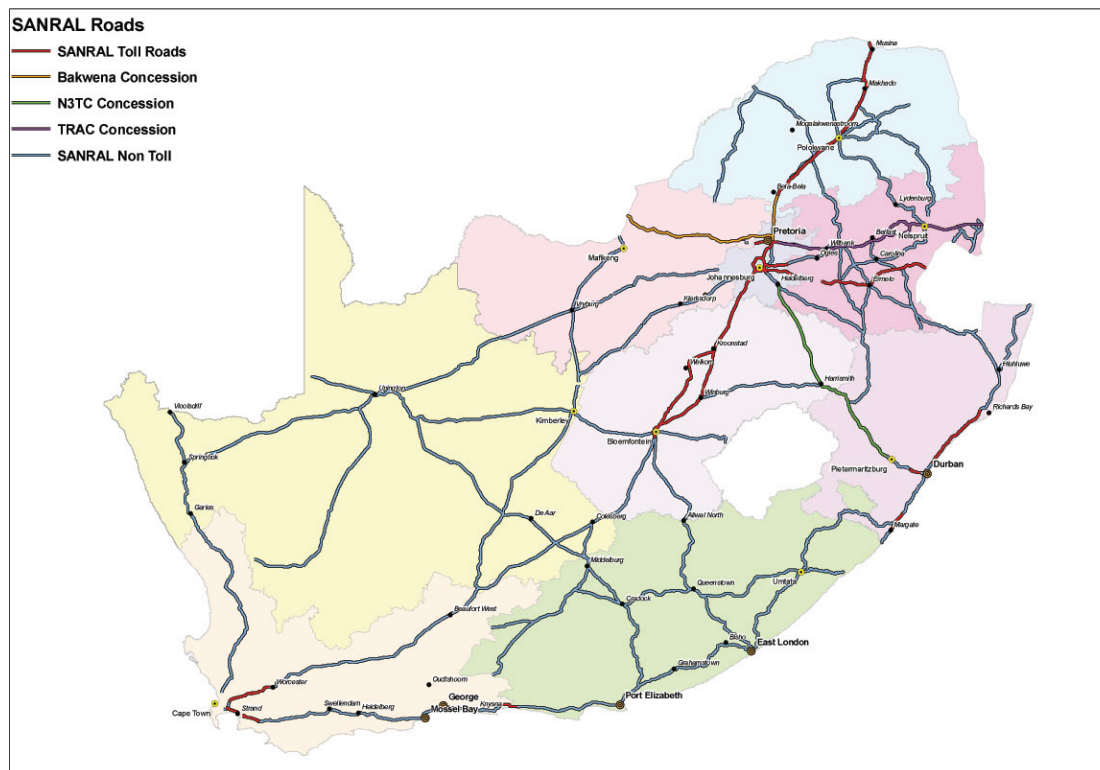 SANRAL Roads
SANRAL Toll Roads
Bakwena Concession
N3TC Concession
TRAC Concession
SANRAL Non Toll
Musina
Makhado
Mogalakwenastroom
Polokwane
Bela-Bela
Lydenburg
Pretoria
Belfast
Nelspruit
Mafikeng
Witbank
Ogies
Carolina
Johannesburg
Heidelberg
Ermelo
Klerksdorp
Vryburg
Kroonstad
Welkom
Hluhluwe
Upington
Harrismith
Winburg
Vioolsdrif
Richards Bay
Kimberley
Bloemfontein
Springbok
Pietermaritzburg
Durban
Garies
De Aar
Colesberg
Aliwal North
Margate
Middelburg
Umtata
Queenstown
Cradock
Beaufort West
Bisho
East London
Grahamstown
Worcester
Oudtshoorn
George
Port Elizabeth
Cape Town
Strand
Swellendam
Heidelberg
Mossel Bay
Knysna